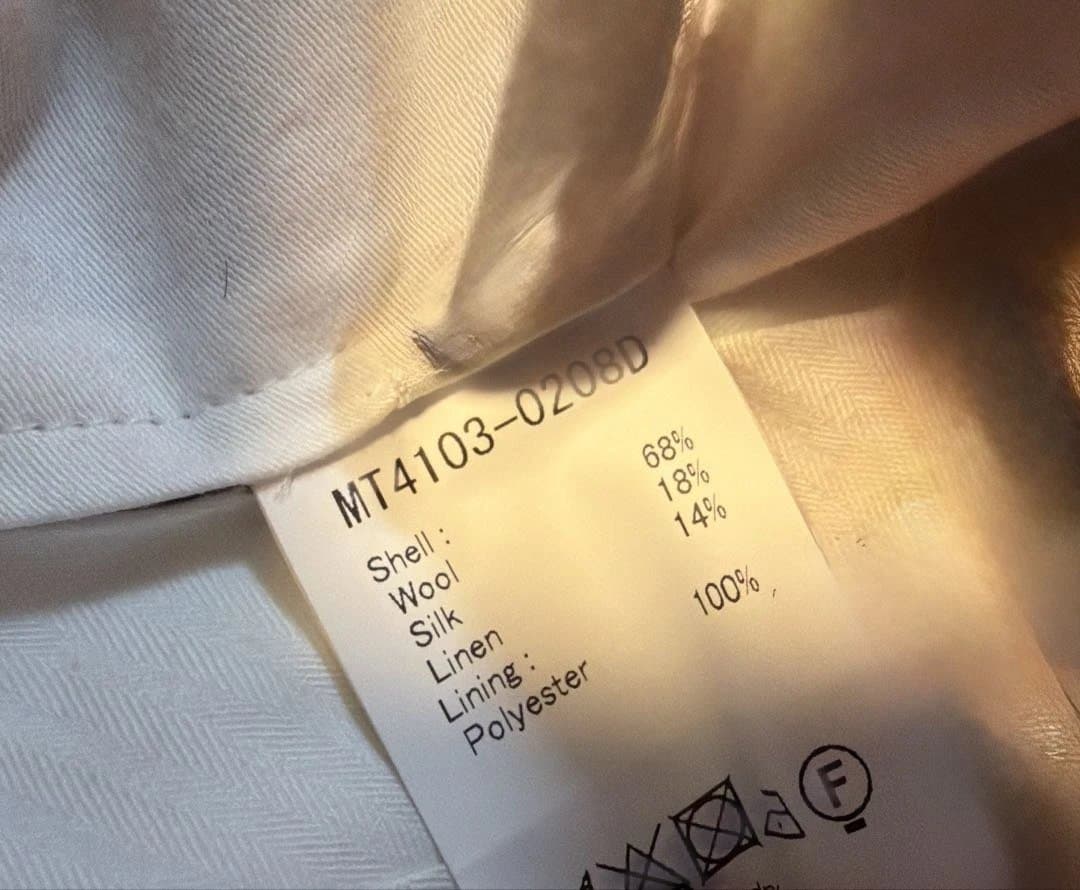 MT4103-0208D
Shell :
Wool 68%
Silk 18%
Linen 14%
Lining :
Polyester 100%
F